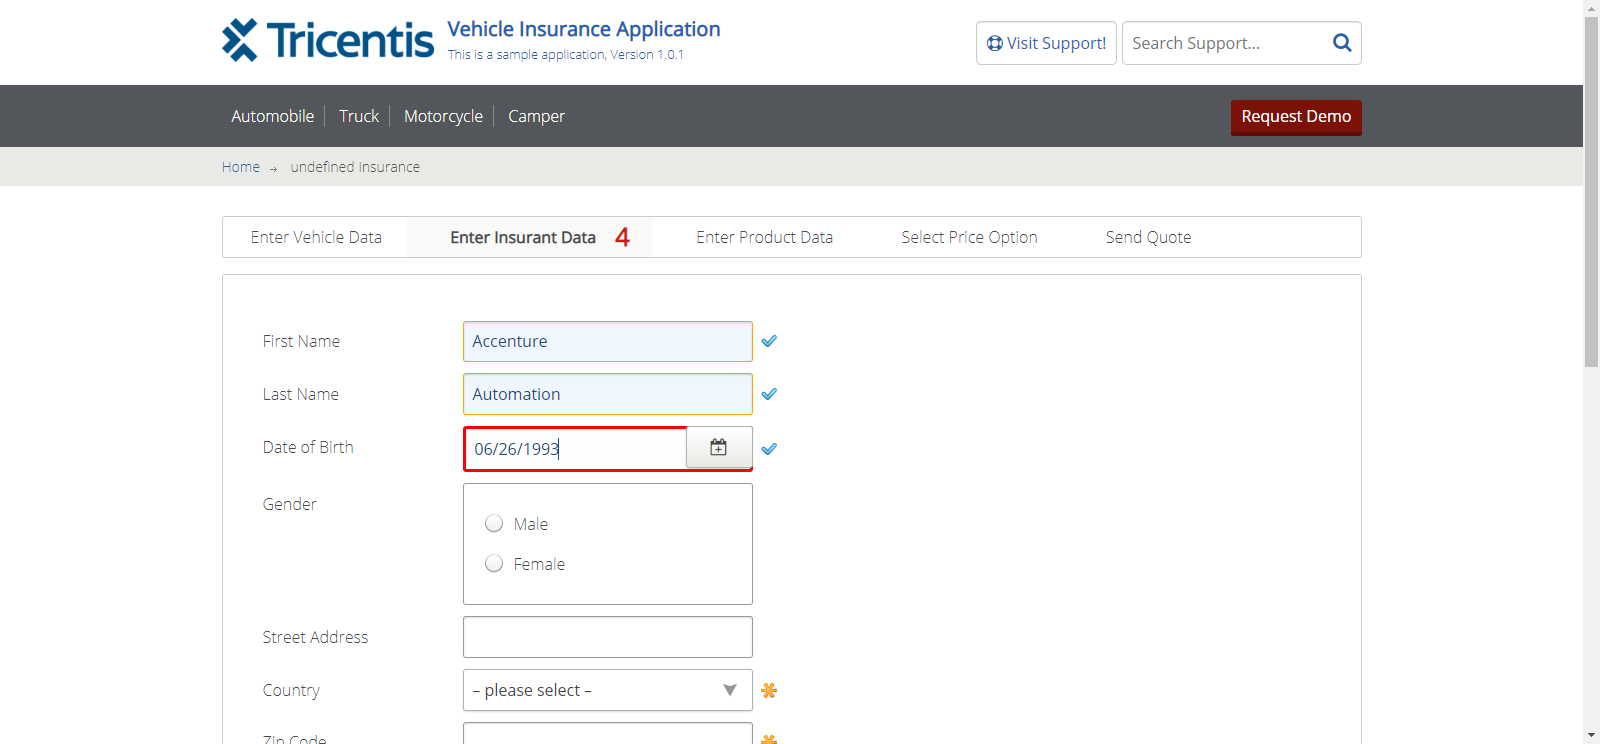 Tricentis
Vehicle Insurance Application
This is a sample application, Version 1.0.1
Visit Support!
Search Support...
Automobile
Truck
Motorcycle
Camper
Request Demo
Home → undefined Insurance
Enter Vehicle Data
Enter Insurant Data 4
Enter Product Data
Select Price Option
Send Quote
First Name
Accenture
Last Name
Automation
Date of Birth
06/26/1993
Gender
Male
Female
Street Address
Country
– please select –
Zip Code